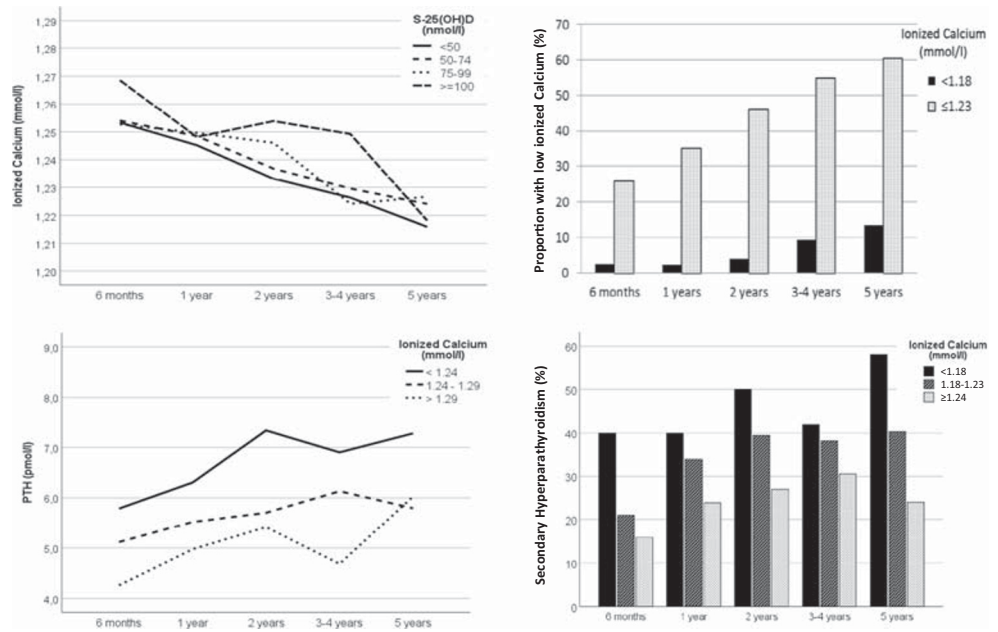 S-25(OH)D
(nmol/l)
<50
50-74
75-99
>=100
Ionized Calcium (mmol/l)
1,29
1,28
1,27
1,26
1,25
1,24
1,23
1,22
1,21
1,20
6 months 1 year 2 years 3-4 years 5 years
Ionized Calcium
(mmol/l)
<1.18
≤1.23
Proportion with low ionized Calcium (%)
70
60
50
40
30
20
10
0
6 months 1 years 2 years 3-4 years 5 years
Ionized Calcium
(mmol/l)
< 1.24
1.24 - 1.29
> 1.29
PTH (pmol/l)
9,0
8,0
7,0
6,0
5,0
4,0
6 months 1 year 2 years 3-4 years 5 years
Ionized Calcium
(mmol/l)
<1.18
1.18-1.23
≥1.24
Secondary Hyperparathyroidism (%)
60
50
40
30
20
10
0
6 months 1 year 2 years 3-4 years 5 years